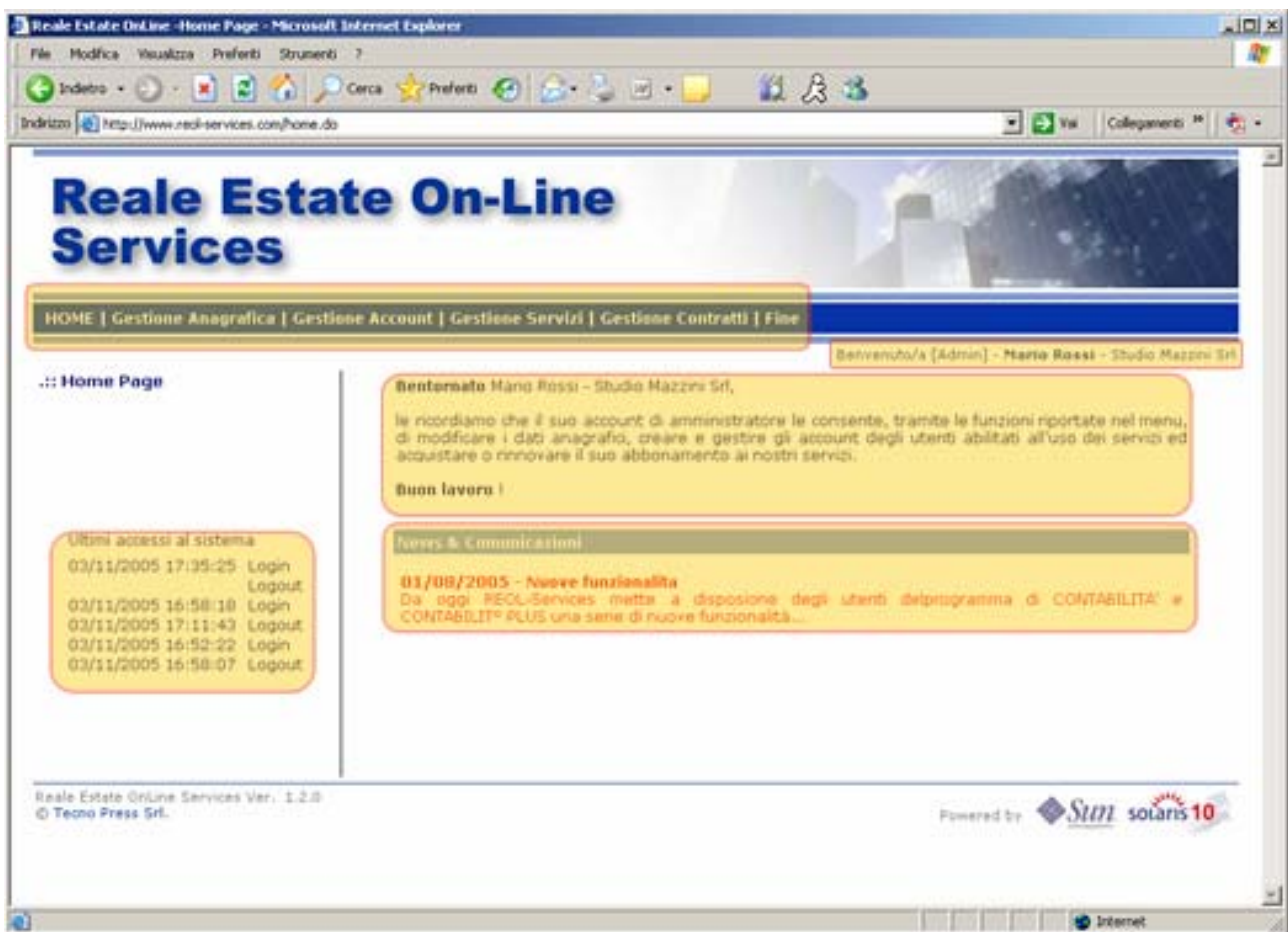 Reale Estate OnLine -Home Page - Microsoft Internet Explorer
File Modifica Visualizza Preferiti Strumenti ?
Indietro Cerca Preferiti
Indirizzo http://www.reol-services.com/home.do Vai Collegamenti »
Reale Estate On-Line
Services
HOME | Gestione Anagrafica | Gestione Account | Gestione Servizi | Gestione Contratti | Fine
Benvenuto/a [Admin] - Mario Rossi - Studio Mazzini Srl
.:: Home Page
Bentornato Mario Rossi - Studio Mazzini Srl,
le ricordiamo che il suo account di amministratore le consente, tramite le funzioni riportate nel menu,
di modificare i dati anagrafio, creare e gestire gli account degli utenti abilitati all'uso dei servizi ed
acquistare o rinnovare il suo abbonamento ai nostri servizi.
Buon lavoro !
Ultimi accessi al sistema
03/11/2005 17:35:25 Login
Logout
03/11/2005 16:58:18 Login
03/11/2005 17:11:43 Logout
03/11/2005 16:52:22 Login
03/11/2005 16:58:07 Logout
News & Comunicazioni
01/08/2005 - Nuove funzionalita
Da oggi REOL-Services mette a disposione degli utenti delprogramma di CONTABILITA' e
CONTABILITº PLUS una serie di nuove funzionalità...
Reale Estate OnLine Services Ver. 1.2.0
© Tecno Press Srl.
Powered by Sun solaris 10
Internet